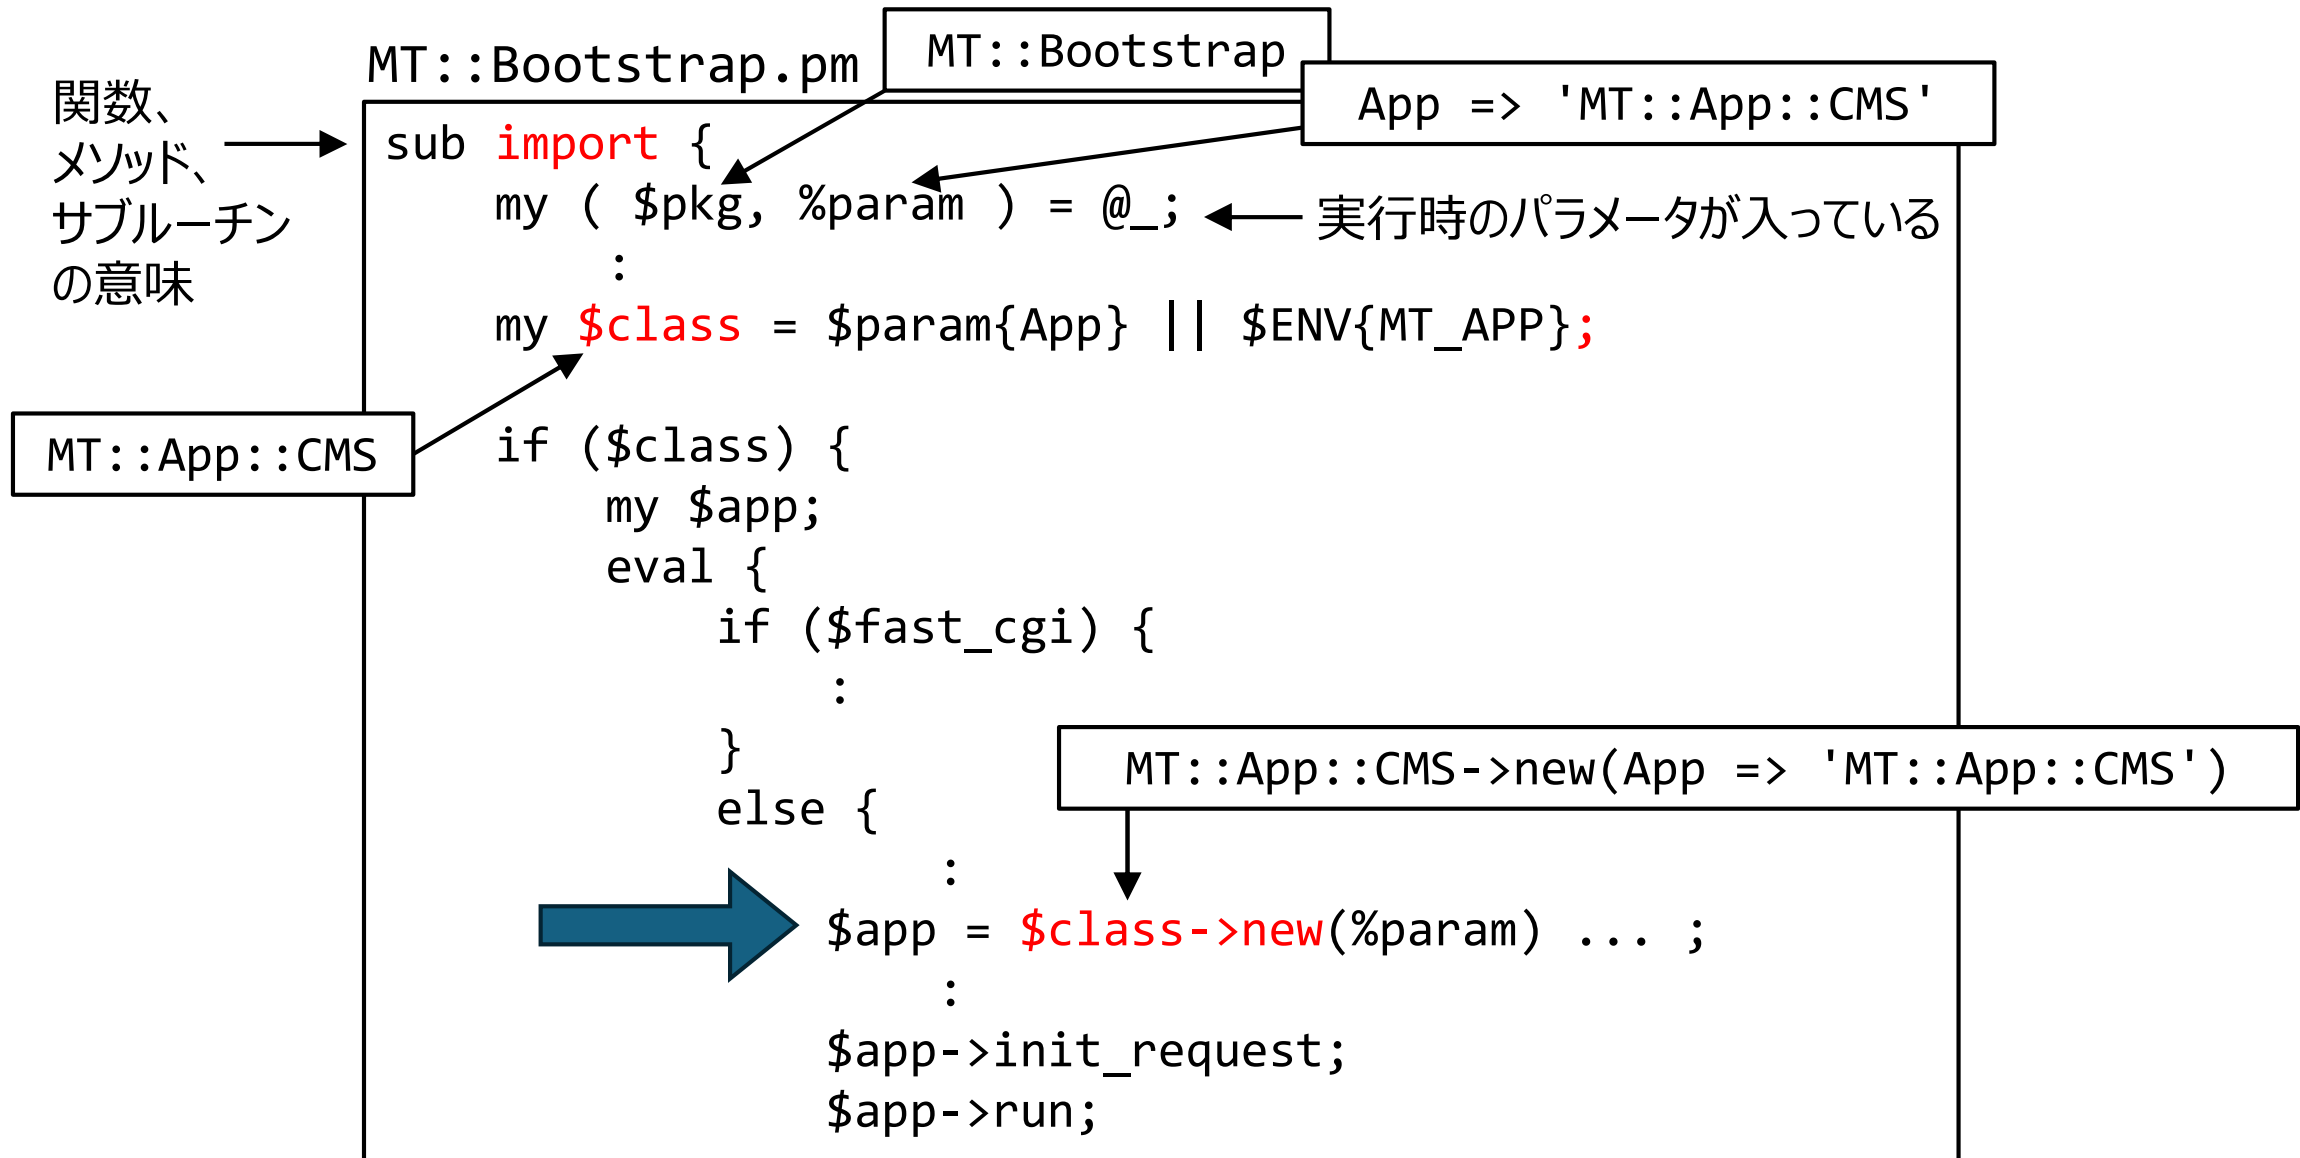 MT::Bootstrap.pm
MT::Bootstrap
App => 'MT::App::CMS'
関数、
メソッド、
サブルーチン
の意味
sub import {
my ( $pkg, %param ) = @_;
実行時のパラメータが入っている
:
my $class = $param{App} || $ENV{MT_APP};
MT::App::CMS
if ($class) {
my $app;
eval {
if ($fast_cgi) {
:
}
MT::App::CMS->new(App => 'MT::App::CMS')
else {
:
$app = $class->new(%param) ... ;
:
$app->init_request;
$app->run;